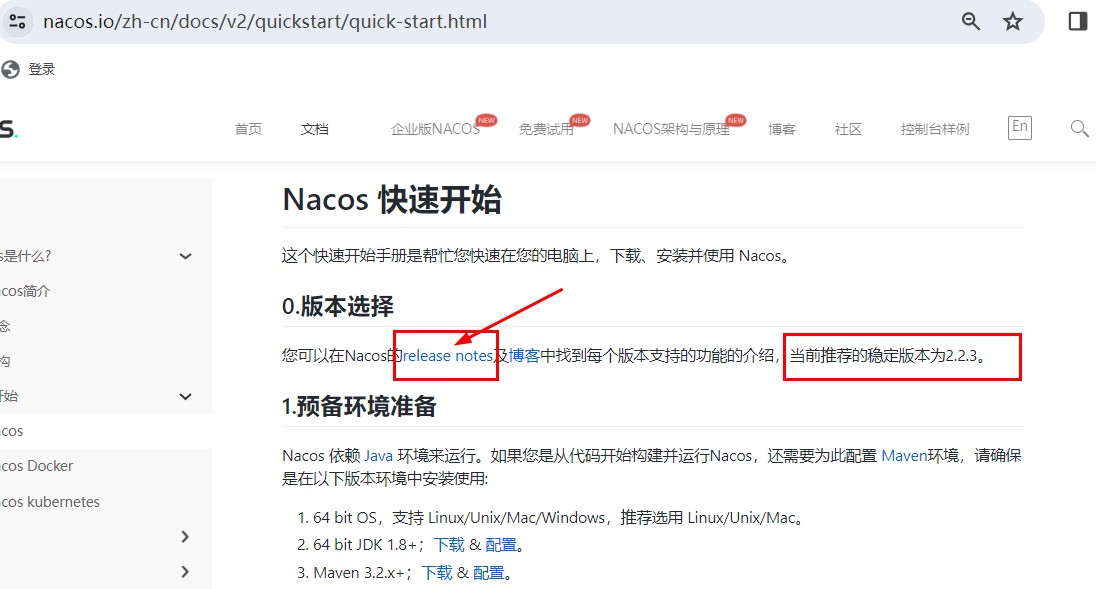 nacos.io/zh-cn/docs/v2/quickstart/quick-start.html
登录
S.
首页 文档 企业版NACOS NEW 免费试用 NEW NACOS架构与原理 NEW 博客 社区 控制台样例 En
Nacos 快速开始
这个快速开始手册是帮忙您快速在您的电脑上，下载、安装并使用 Nacos。
0.版本选择
您可以在Nacos的release notes及博客中找到每个版本支持的功能的介绍，当前推荐的稳定版本为2.2.3。
1.预备环境准备
Nacos 依赖 Java 环境来运行。如果您是从代码开始构建并运行Nacos，还需要为此配置 Maven环境，请确保
是在以下版本环境中安装使用:
1. 64 bit OS，支持 Linux/Unix/Mac/Windows，推荐选用 Linux/Unix/Mac。
2. 64 bit JDK 1.8+；下载 & 配置。
3. Maven 3.2.x+；下载 & 配置。
s是什么?
cos简介
念
构
开始
cos
cos Docker
cos kubernetes